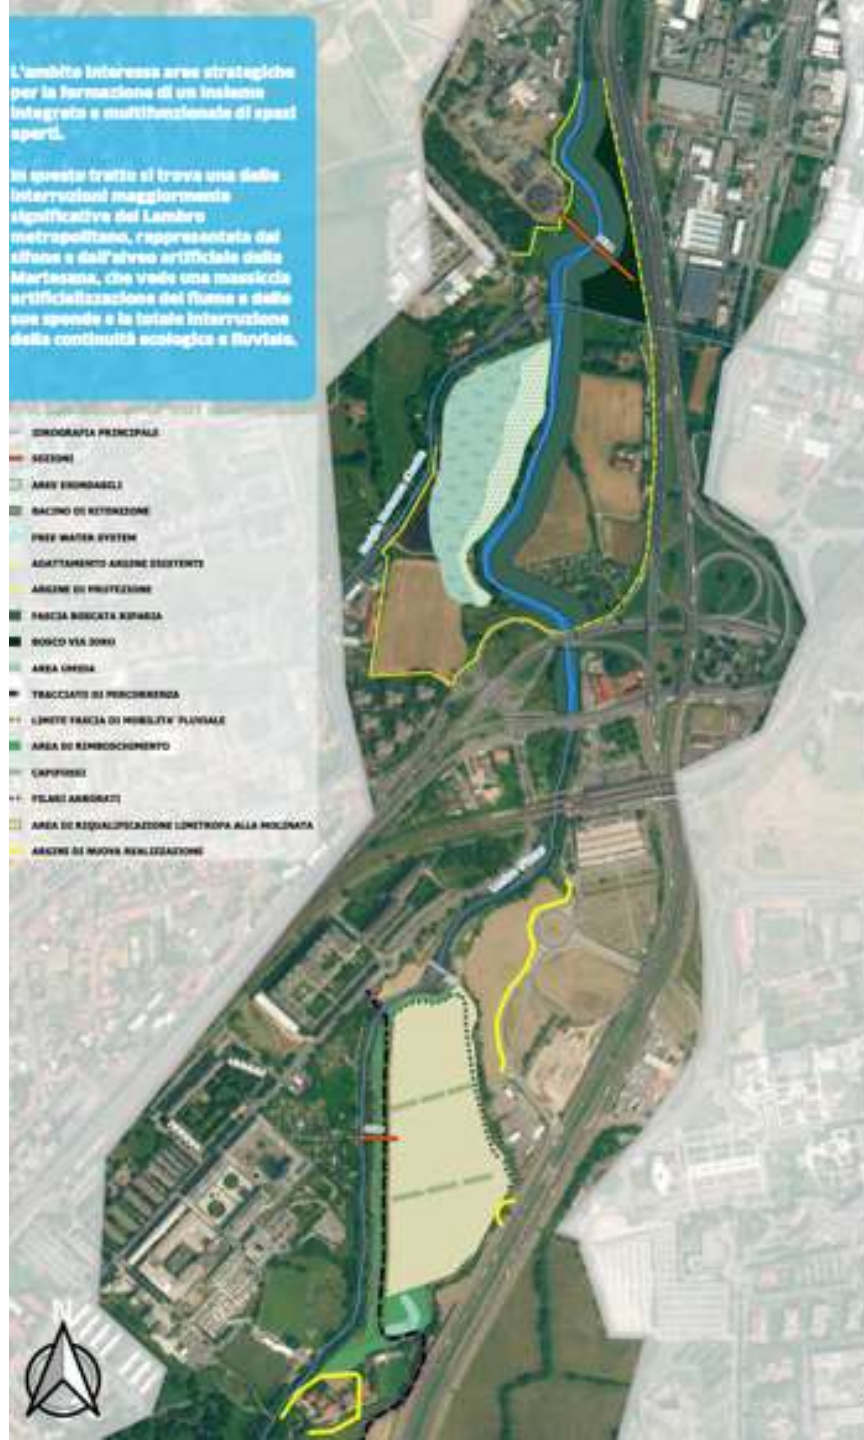 L'ambito interessa aree strategiche
per la formazione di un insieme
integrato e multifunzionale di spazi
aperti.
In questo tratto si trova una delle
interruzioni maggiormente
significative del Lambro
metropolitano, rappresentata dal
sifone e dall'alveo artificiale della
Martesana, che vede una massiccia
artificializzazione del fiume e delle
sue sponde e la totale interruzione
della continuità ecologica e fluviale.
IDROGRAFIA PRINCIPALE
SEZIONI
AREE ESONDABILI
BACINO DI RITENZIONE
FREE WATER SYSTEM
ADATTAMENTO ARGINE ESISTENTE
ARGINE DI PROTEZIONE
FASCIA BOSCATA RIPARIA
BOSCO VIA
AREA UMIDA
TRACCIATO DI PERCORRENZA
LIMITE FASCIA DI MOBILITA' FLUVIALE
AREA DI RIMBOSCHIMENTO
CAPIFOSSI
FILARI ARBORATI
AREA DI RIQUALIFICAZIONE LIMITROFA ALLA MOLINATA
ARGINI DI NUOVA REALIZZAZIONE
N